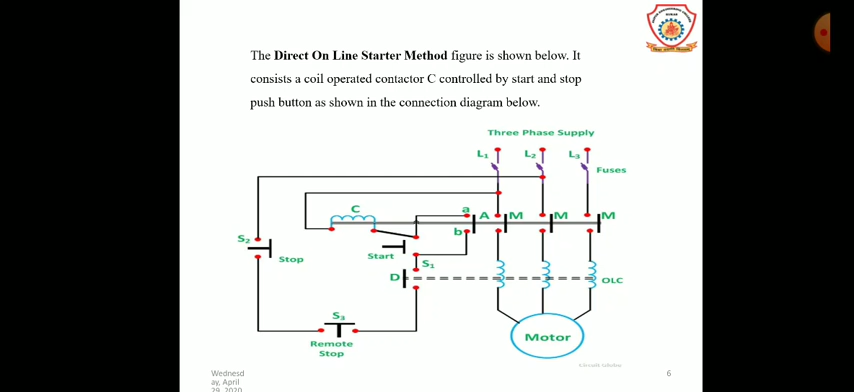 The Direct On Line Starter Method figure is shown below. It
consists a coil operated contactor C controlled by start and stop
push button as shown in the connection diagram below.
Three Phase Supply
L1 L2 L3
Fuses
C a A M M M
b
S2 Stop Start
S1
D OLC
S3
Remote
Stop
Motor
Wednesd
ay, April
29, 2020
6